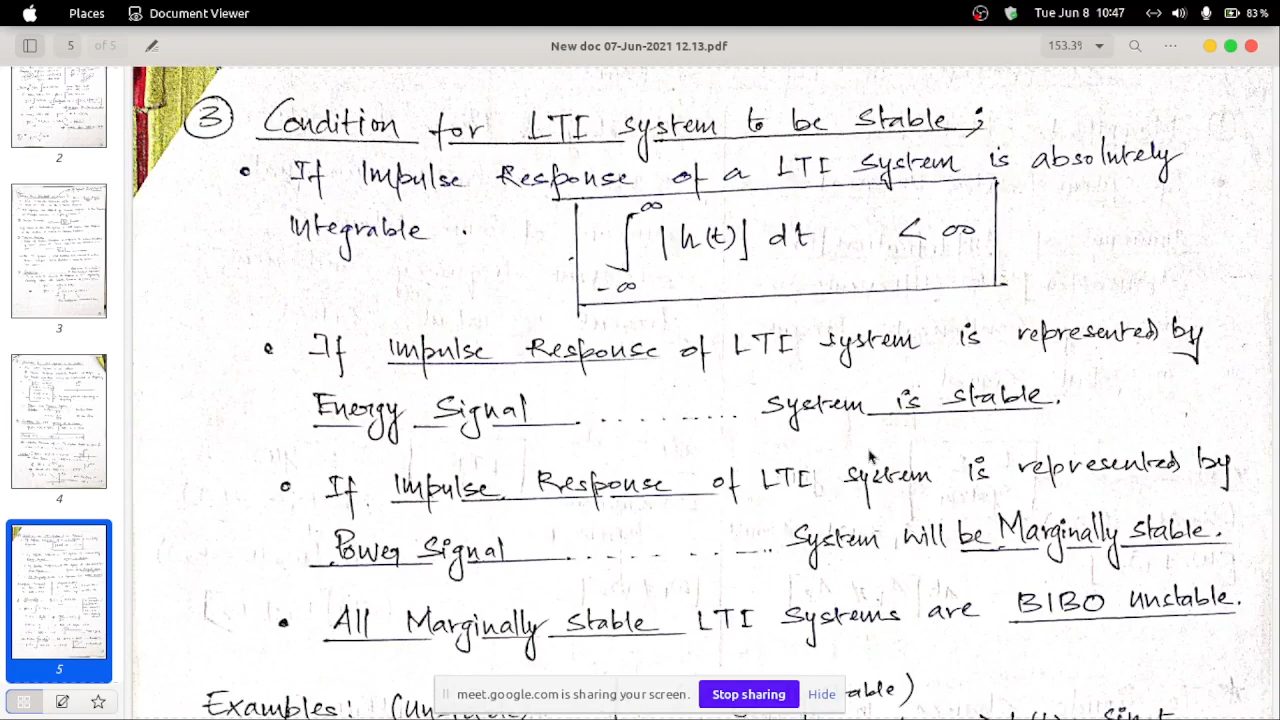 Places Document Viewer Tue Jun 8 10:47 83 %
5 of 5 New doc 07-Jun-2021 12.13.pdf 153.39
2
3
4
5
③ Condition for LTI system to be stable;
• If Impulse Response of a LTI system is absolutely
Integrable . ∫ -∞ ∞ |h(t)| dt < ∞
• If Impulse Response of LTI system is represented by
Energy Signal .......... system is stable.
• If Impulse Response of LTI system is represented by
Power Signal .......... System will be Marginally stable.
• All Marginally stable LTI systems are BIBO unstable.
meet.google.com is sharing your screen. Stop sharing Hide
Examples: